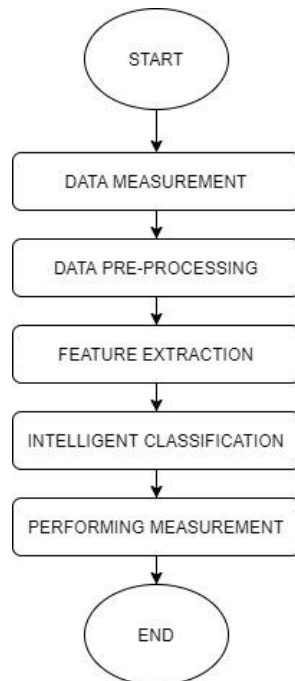 START
DATA MEASUREMENT
DATA PRE-PROCESSING
FEATURE EXTRACTION
INTELLIGENT CLASSIFICATION
PERFORMING MEASUREMENT
END